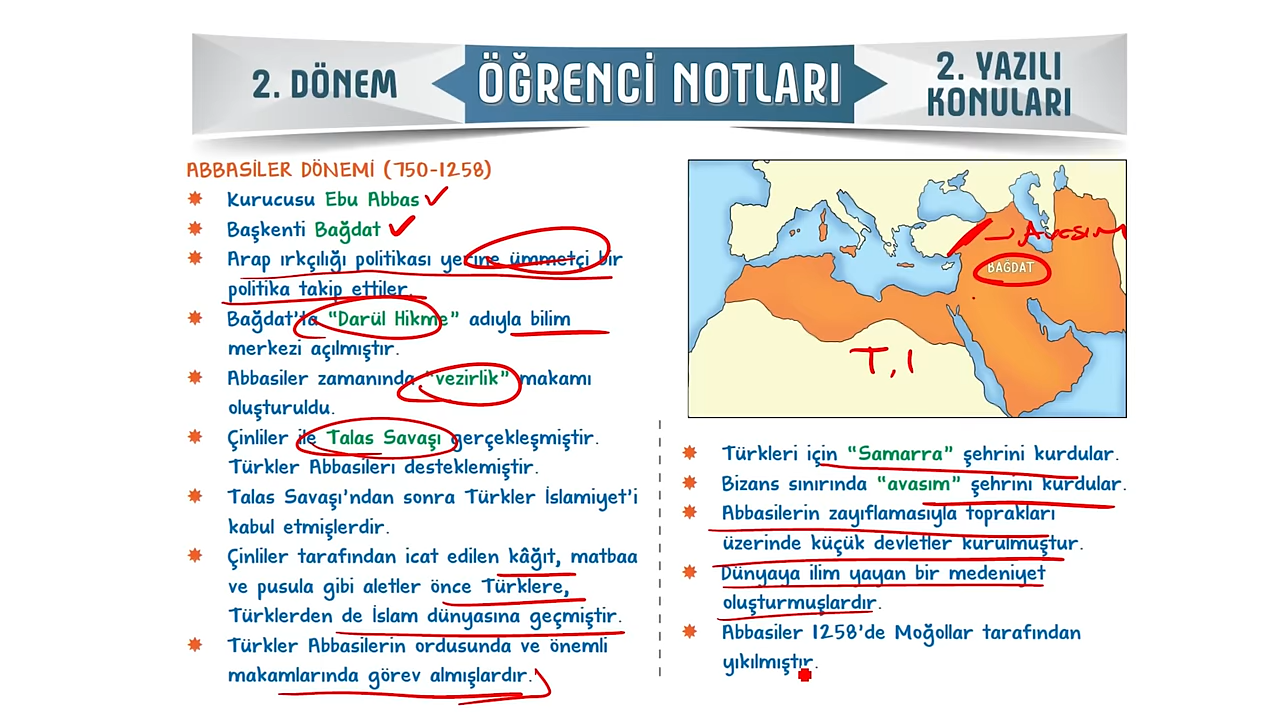 2. DÖNEM
ÖĞRENCİ NOTLARI
2. YAZILI
KONULARI
ABBASİLER DÖNEMİ (750-1258)
Kurucusu Ebu Abbas
Başkenti Bağdat
Arap ırkçılığı politikası yerine ümmetçi bir
politika takip ettiler.
Bağdat'ta "Darül Hikme" adıyla bilim
merkezi açılmıştır.
Abbasiler zamanında "vezirlik" makamı
oluşturuldu.
Çinliler ile Talas Savaşı gerçekleşmiştir.
Türkler Abbasileri desteklemiştir.
Talas Savaşı'ndan sonra Türkler İslamiyet'i
kabul etmişlerdir.
Çinliler tarafından icat edilen kâğıt, matbaa
ve pusula gibi aletler önce Türklere,
Türklerden de İslam dünyasına geçmiştir.
Türkler Abbasilerin ordusunda ve önemli
makamlarında görev almışlardır.
Avasım
BAĞDAT
T, I
Türkleri için "Samarra" şehrini kurdular.
Bizans sınırında "avasım" şehrini kurdular.
Abbasilerin zayıflamasıyla toprakları
üzerinde küçük devletler kurulmuştur.
Dünyaya ilim yayan bir medeniyet
oluşturmuşlardır.
Abbasiler 1258'de Moğollar tarafından
yıkılmıştır.